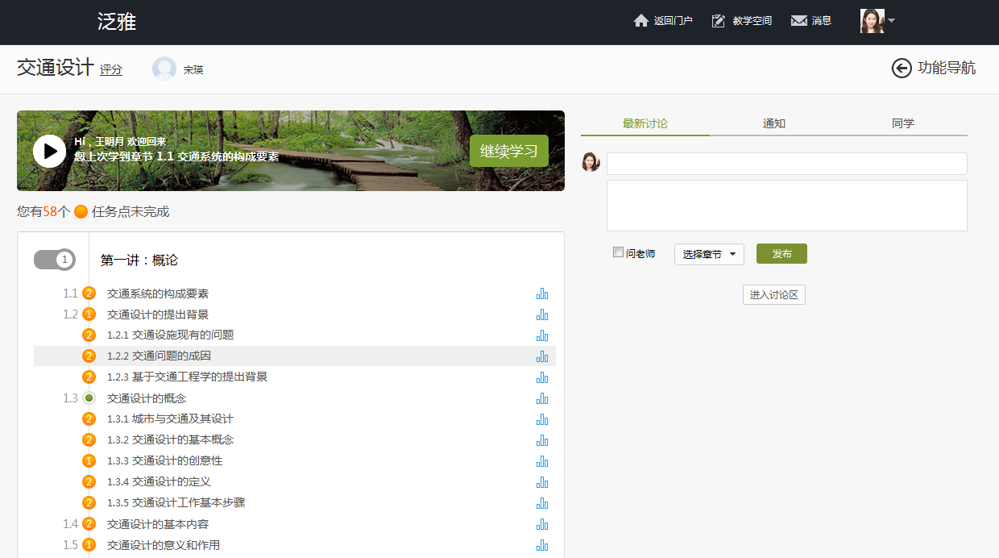 泛雅
返回门户 教学空间 消息
交通设计 评分 宋瑛
功能导航
Hi，王明月 欢迎回来
您上次学到章节 1.1 交通系统的构成要素
继续学习
您有58个 任务点未完成
1 第一讲：概论
1.1 2 交通系统的构成要素
1.2 1 交通设计的提出背景
2 1.2.1 交通设施现有的问题
2 1.2.2 交通问题的成因
2 1.2.3 基于交通工程学的提出背景
1.3 交通设计的概念
2 1.3.1 城市与交通及其设计
2 1.3.2 交通设计的基本概念
1 1.3.3 交通设计的创意性
2 1.3.4 交通设计的定义
2 1.3.5 交通设计工作基本步骤
1.4 2 交通设计的基本内容
1.5 1 交通设计的意义和作用
最新讨论 通知 同学
问老师 选择章节 发布
进入讨论区